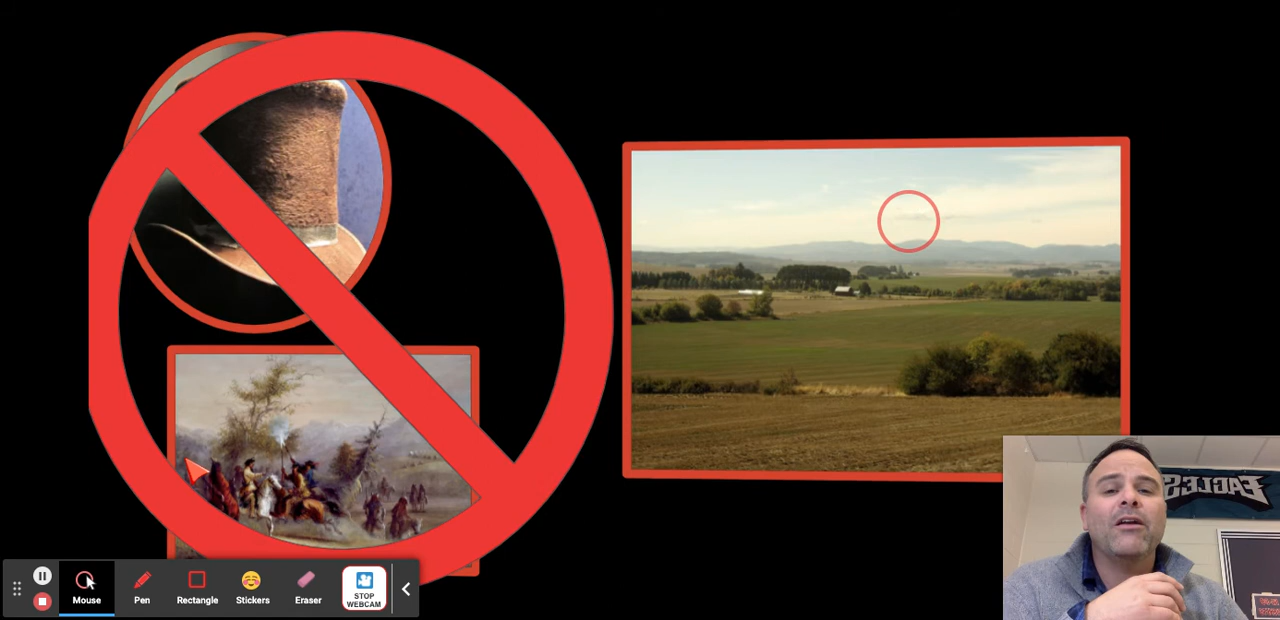 EAGLES
Mouse
Pen
Rectangle
Stickers
Eraser
STOP
WEBCAM